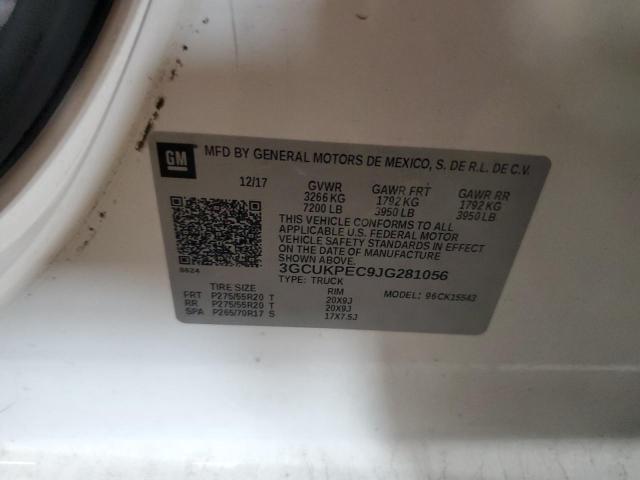 GM MFD BY GENERAL MOTORS DE MEXICO, S. DE R.L. DE C.V.
12/17 GVWR GAWR FRT GAWR RR
3266 KG 1792 KG 1792 KG
7200 LB 3950 LB 3950 LB
THIS VEHICLE CONFORMS TO ALL
APPLICABLE U.S. FEDERAL MOTOR
VEHICLE SAFETY STANDARDS IN EFFECT
ON THE DATE OF MANUFACTURE
SHOWN ABOVE.
8624 3GCUKPEC9JG281056
TYPE: TRUCK
TIRE SIZE RIM MODEL: 96CK15543
FRT P275/55R20 T 20X9J
RR P275/55R20 T 20X9J
SPA P265/70R17 S 17X7.5J